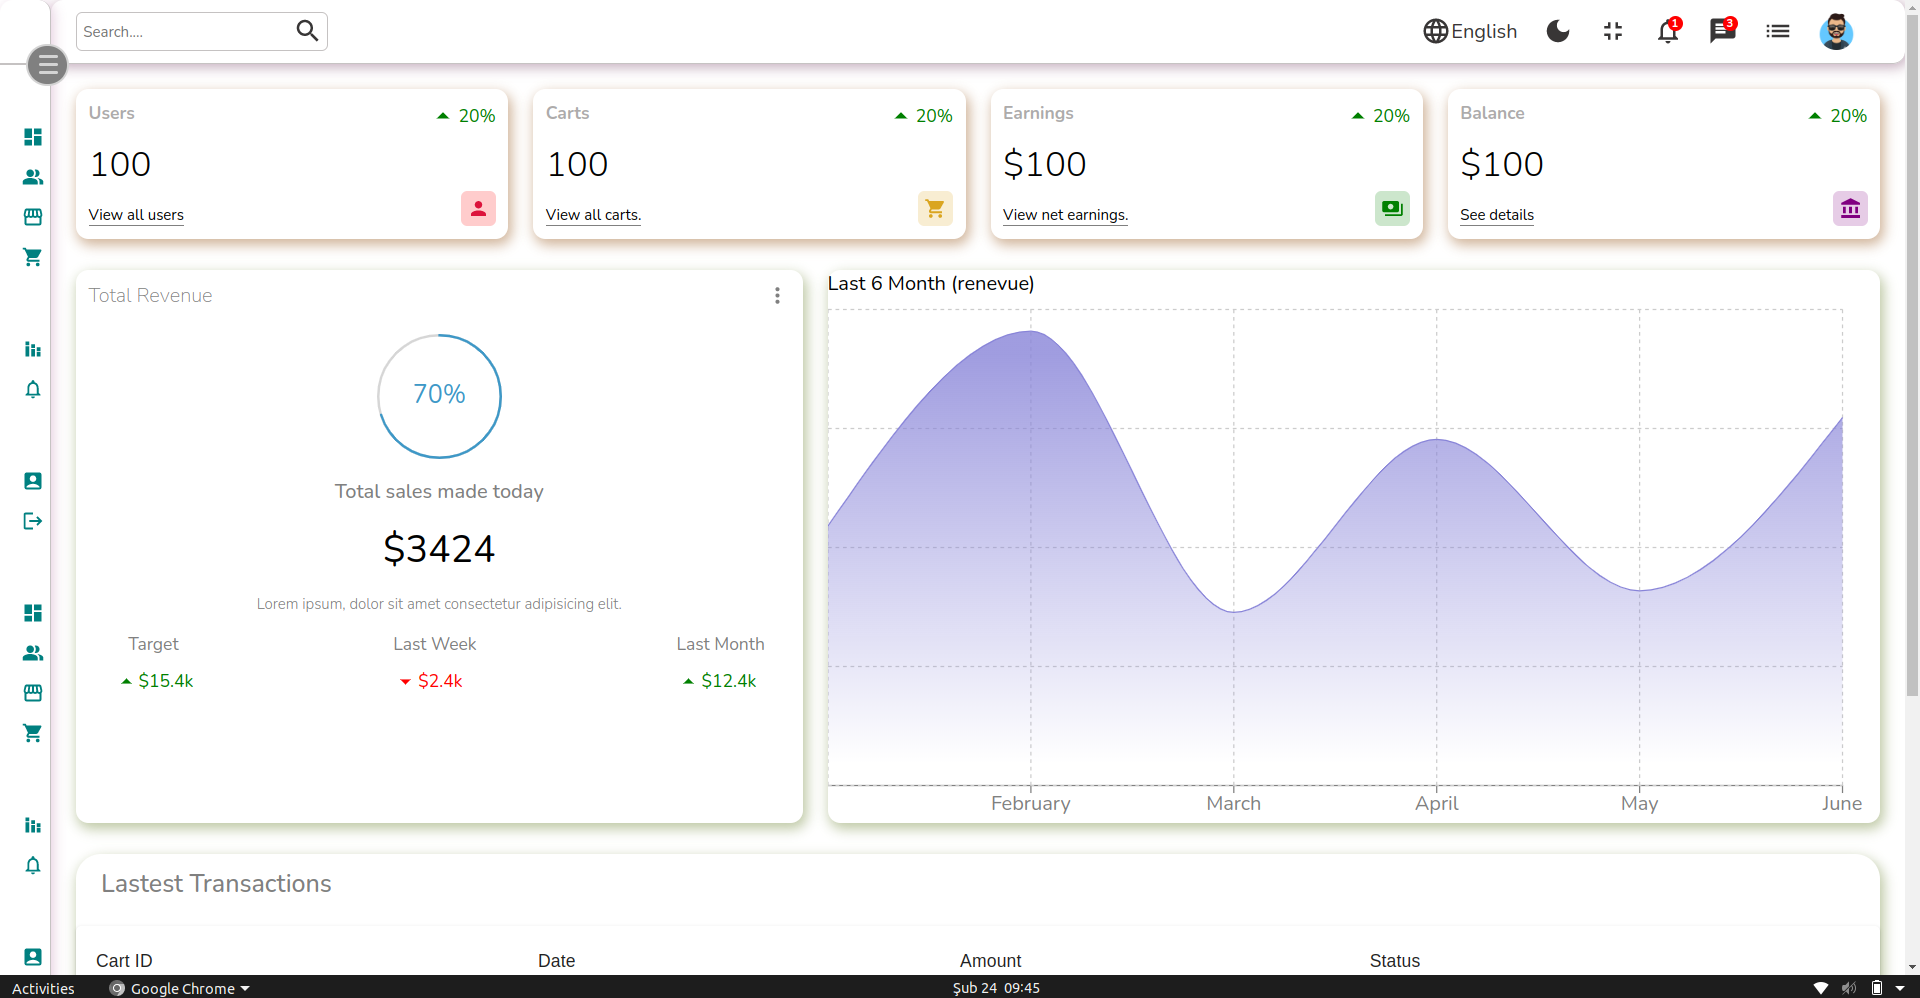 Search....
English
1
3
Users
20%
100
View all users
Carts
20%
100
View all carts.
Earnings
20%
$100
View net earnings.
Balance
20%
$100
See details
Total Revenue
70%
Total sales made today
$3424
Lorem ipsum, dolor sit amet consectetur adipisicing elit.
Target
Last Week
Last Month
$15.4k
$2.4k
$12.4k
Last 6 Month (renevue)
February
March
April
May
June
Lastest Transactions
Cart ID
Date
Amount
Status
Activities
Google Chrome
Şub 24 09:45